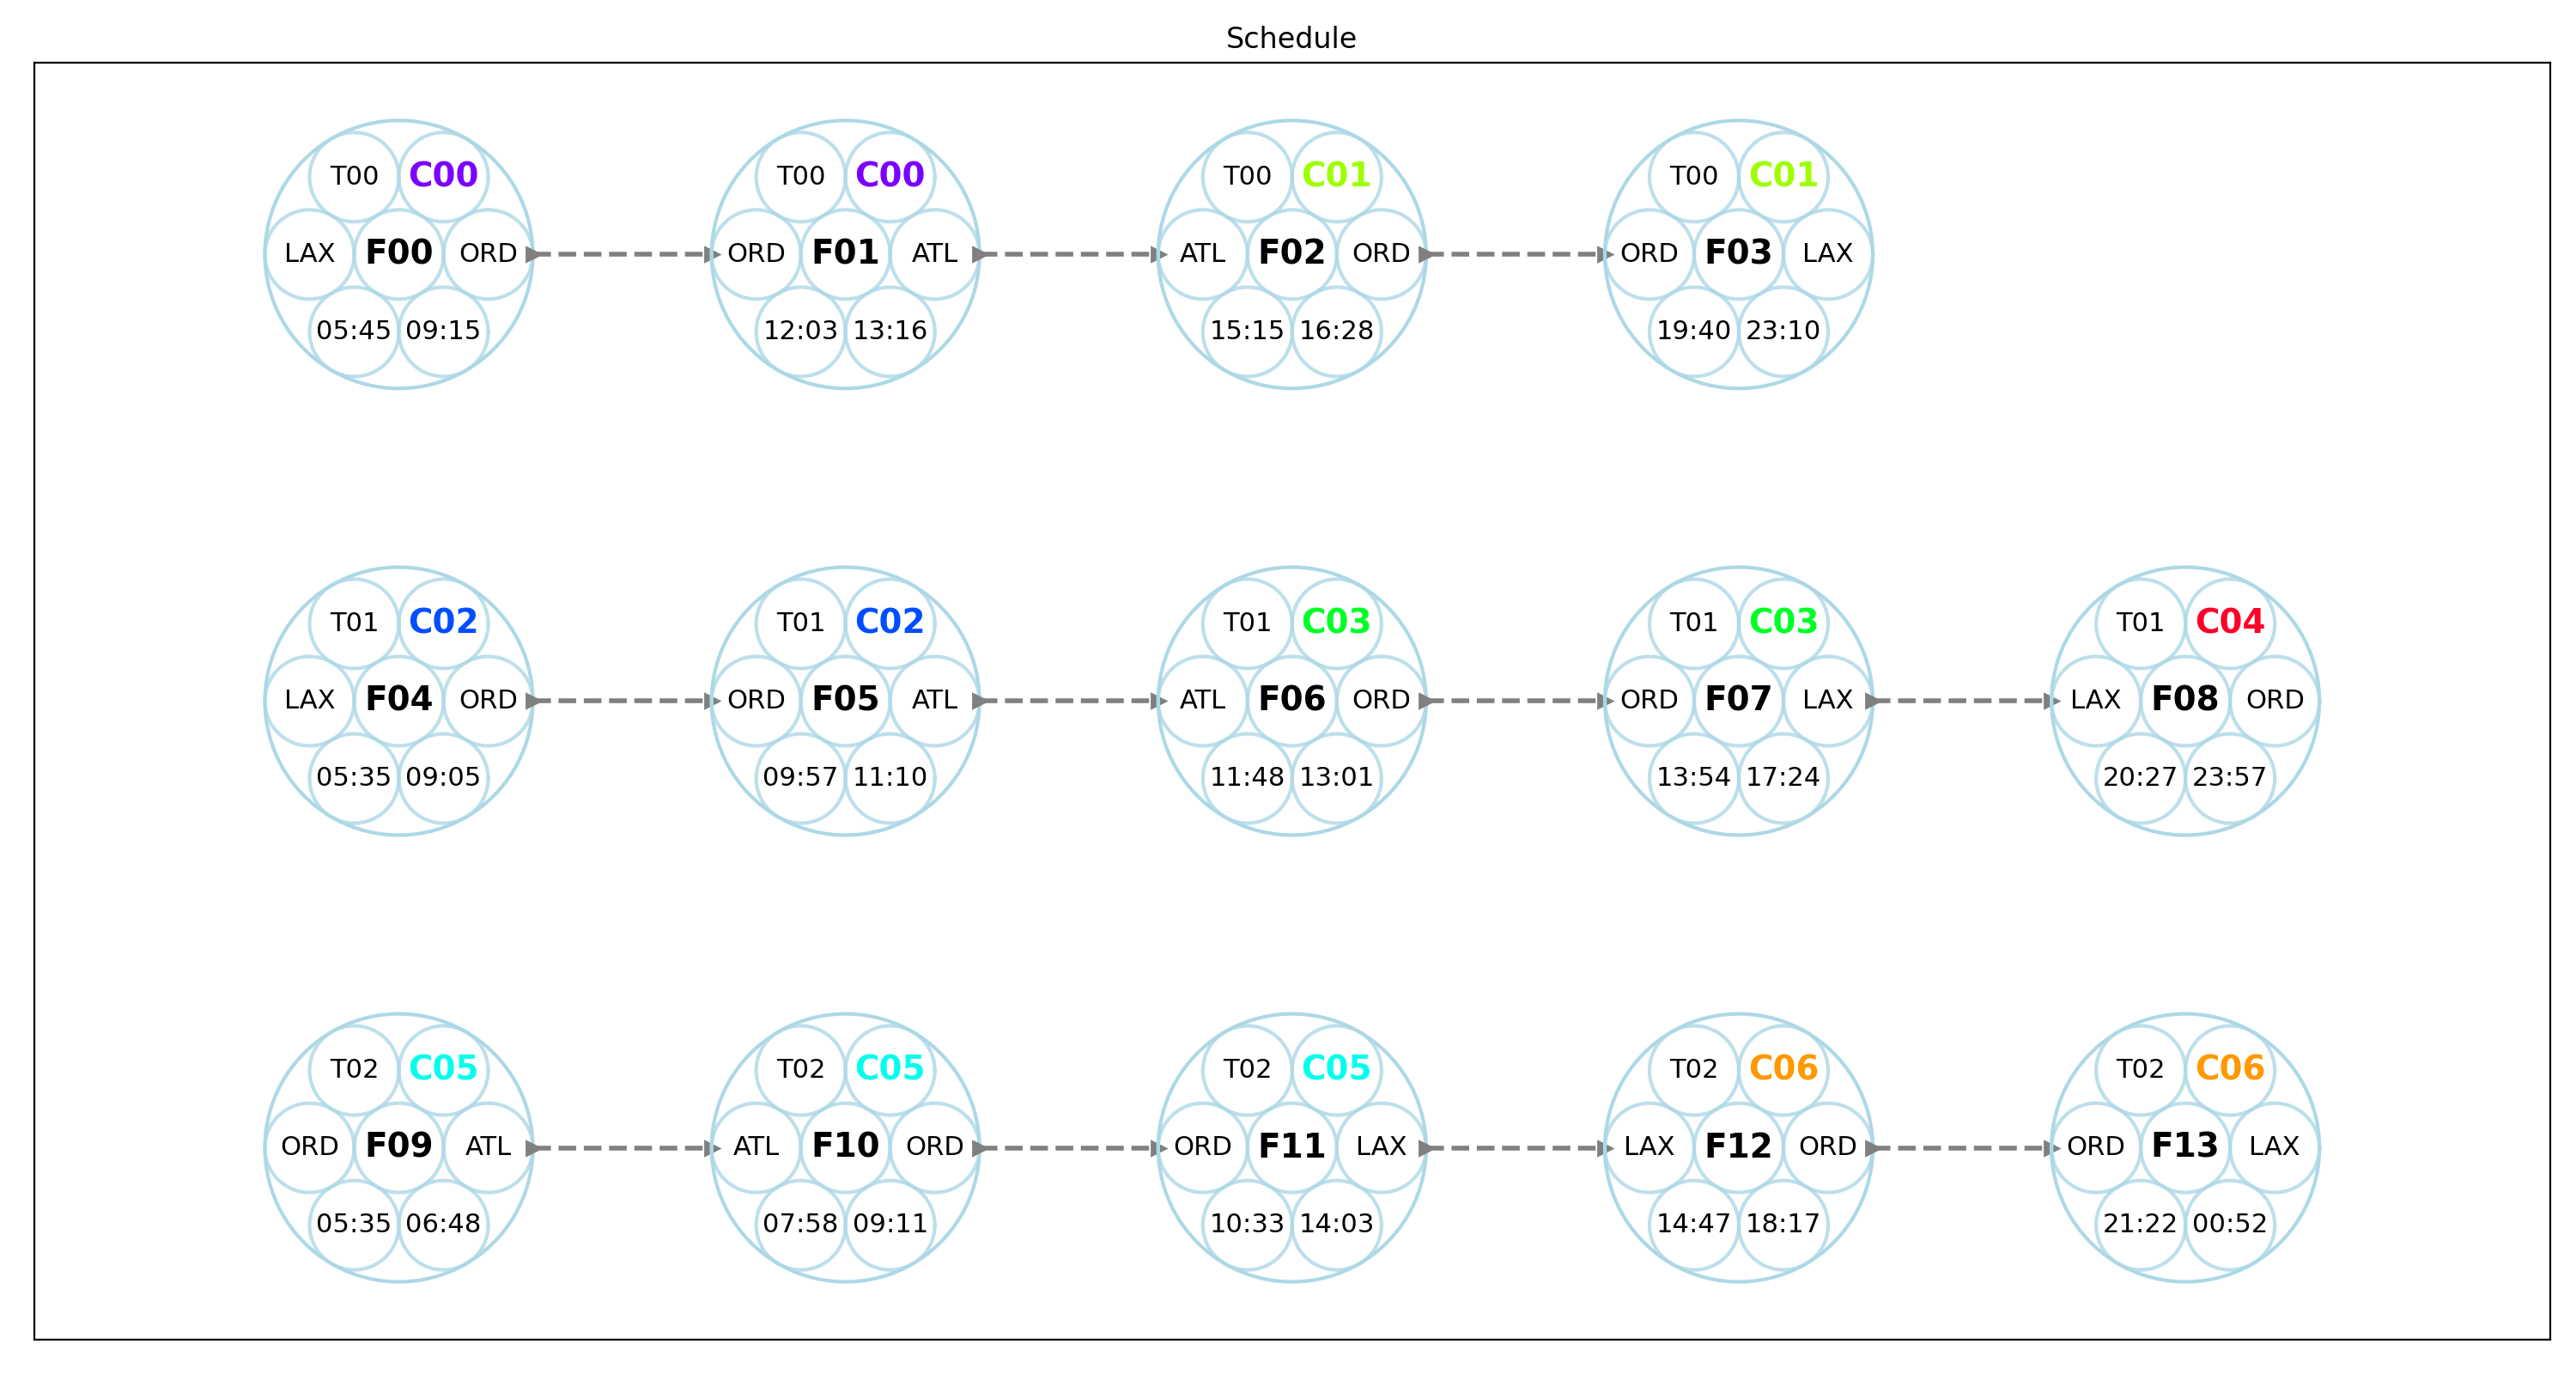 Schedule
T00 C00 T00 C00 T00 C01 T00 C01
LAX F00 ORD ORD F01 ATL ATL F02 ORD ORD F03 LAX
05:45 09:15 12:03 13:16 15:15 16:28 19:40 23:10
T01 C02 T01 C02 T01 C03 T01 C03 T01 C04
LAX F04 ORD ORD F05 ATL ATL F06 ORD ORD F07 LAX LAX F08 ORD
05:35 09:05 09:57 11:10 11:48 13:01 13:54 17:24 20:27 23:57
T02 C05 T02 C05 T02 C05 T02 C06 T02 C06
ORD F09 ATL ATL F10 ORD ORD F11 LAX LAX F12 ORD ORD F13 LAX
05:35 06:48 07:58 09:11 10:33 14:03 14:47 18:17 21:22 00:52